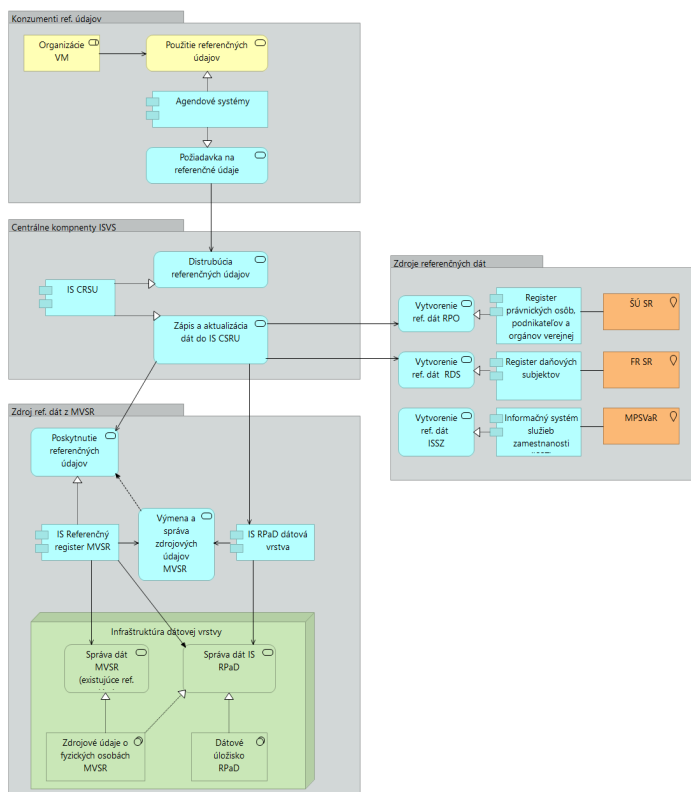 Konzumenti ref. údajov
Organizácie
VM
Použitie referenčných
údajov
Agendové systémy
Požiadavka na
referenčné údaje
Centrálne kompnenty ISVS
Distrubúcia
referenčných údajov
IS CRSU
Zápis a aktualizácia
dát do IS CSRU
Zdroje referenčných dát
Vytvorenie
ref. dát RPO
Register
právnických osôb,
podnikateľov a
orgánov verejnej
ŠÚ SR
Vytvorenie
ref. dát RDS
Register daňových
subjektov
FR SR
Vytvorenie
ref. dát
ISSZ
Informačný systém
služieb
zamestnanosti
MPSVaR
Zdroj ref. dát z MVSR
Poskytnutie
referenčných
údajov
Výmena a
správa
zdrojových
údajov
MVSR
IS Referenčný
register MVSR
IS RPaD dátová
vrstva
Infraštruktúra dátovej vrstvy
Správa dát
MVSR
(existujúce ref.
Správa dát IS
RPaD
Zdrojové údaje o
fyzických osobách
MVSR
Dátové
úložisko
RPaD